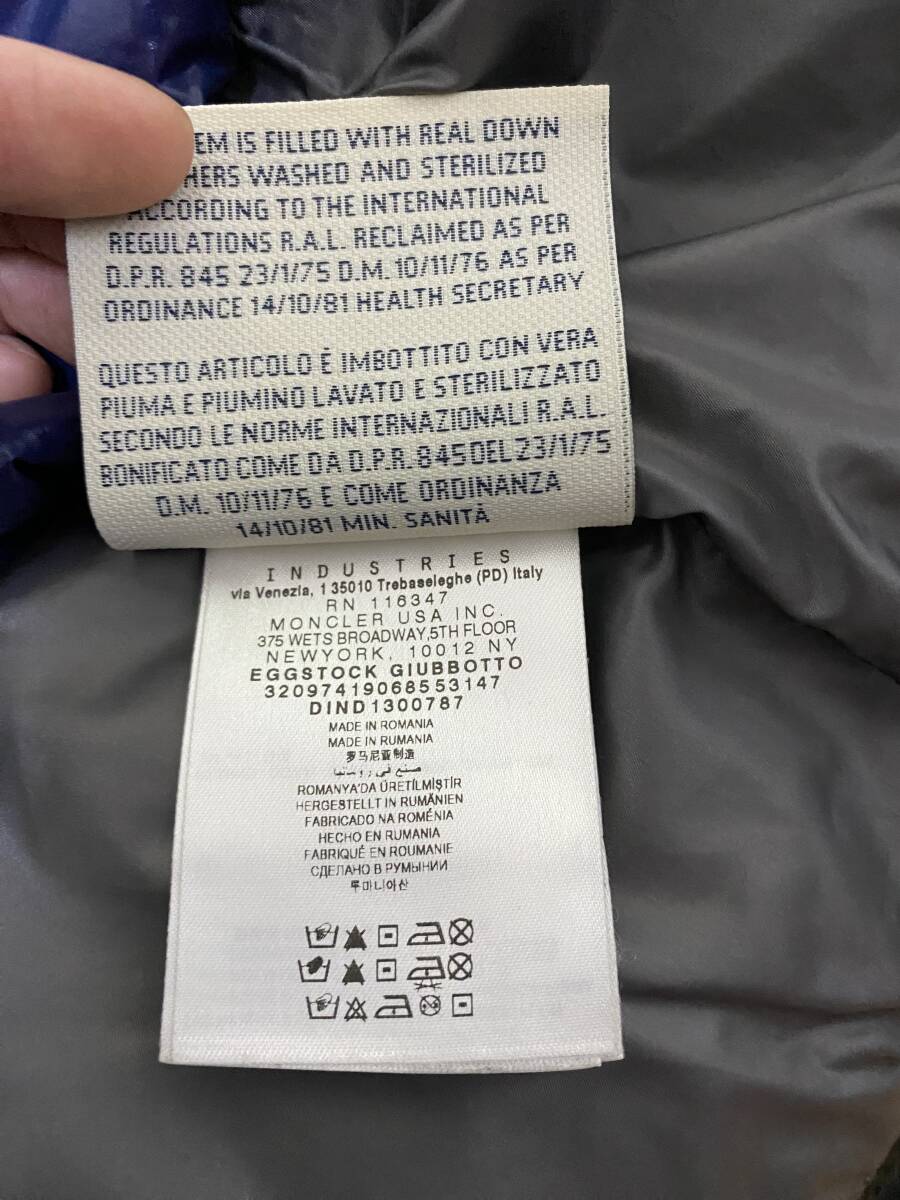 EM IS FILLED WITH REAL DOWN
HERS WASHED AND STERILIZED
ACCORDING TO THE INTERNATIONAL
REGULATIONS R.A.L. RECLAIMED AS PER
D.P.R. 845 23/1/75 D.M. 10/11/76 AS PER
ORDINANCE 14/10/81 HEALTH SECRETARY
QUESTO ARTICOLO È IMBOTTITO CON VERA
PIUMA E PIUMINO LAVATO E STERILIZZATO
SECONDO LE NORME INTERNAZIONALI R.A.L.
BONIFICATO COME DA D.P.R. 845 DEL 23/1/75
D.M. 10/11/76 E COME ORDINANZA
14/10/81 MIN. SANITÀ
INDUSTRIES
via Venezia, 1 35010 Trebaseleghe (PD) Italy
RN 116347
MONCLER USA INC.
375 WETS BROADWAY,5TH FLOOR
NEWYORK, 10012 NY
EGGSTOCK GIUBBOTTO
32097419068553147
DIND1300787
MADE IN ROMANIA
MADE IN RUMANIA
罗马尼亚制造
صنع في رومانيا
ROMANYA'DA ÜRETİLMİŞTİR
HERGESTELLT IN RUMÄNIEN
FABRICADO NA ROMÉNIA
HECHO EN RUMANIA
FABRIQUÉ EN ROUMANIE
СДЕЛАНО В РУМЫНИИ
루마니아산